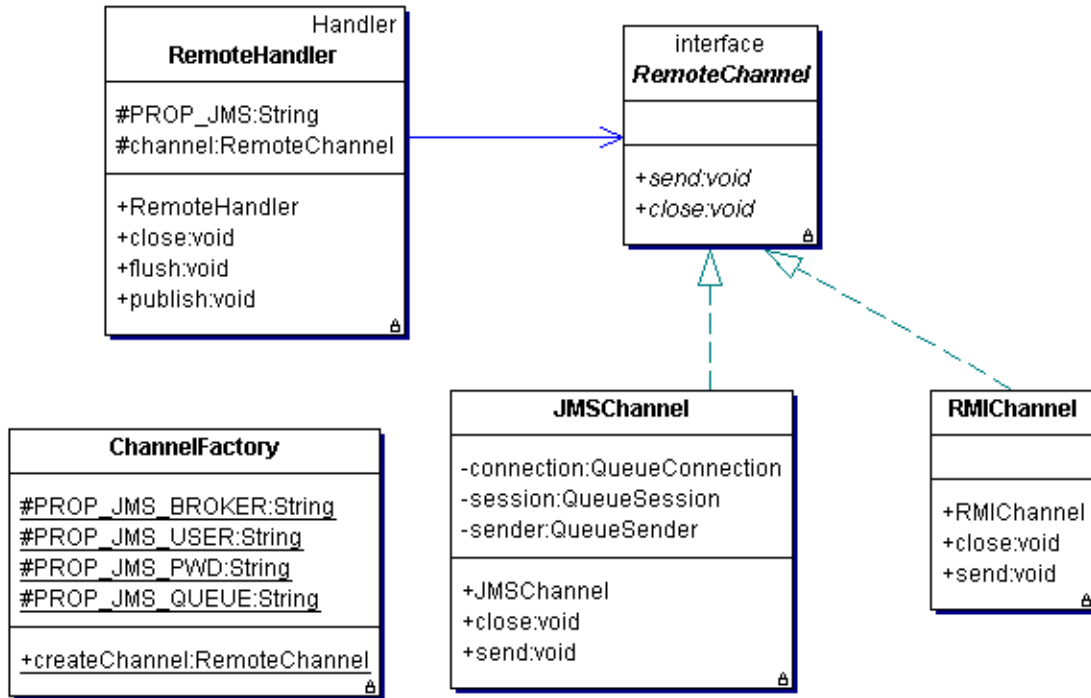 Handler
RemoteHandler
#PROP_JMS:String
#channel:RemoteChannel
+RemoteHandler
+close:void
+flush:void
+publish:void
interface
RemoteChannel
+send:void
+close:void
ChannelFactory
#PROP_JMS_BROKER:String
#PROP_JMS_USER:String
#PROP_JMS_PWD:String
#PROP_JMS_QUEUE:String
+createChannel:RemoteChannel
JMSChannel
-connection:QueueConnection
-session:QueueSession
-sender:QueueSender
+JMSChannel
+close:void
+send:void
RMIChannel
+RMIChannel
+close:void
+send:void